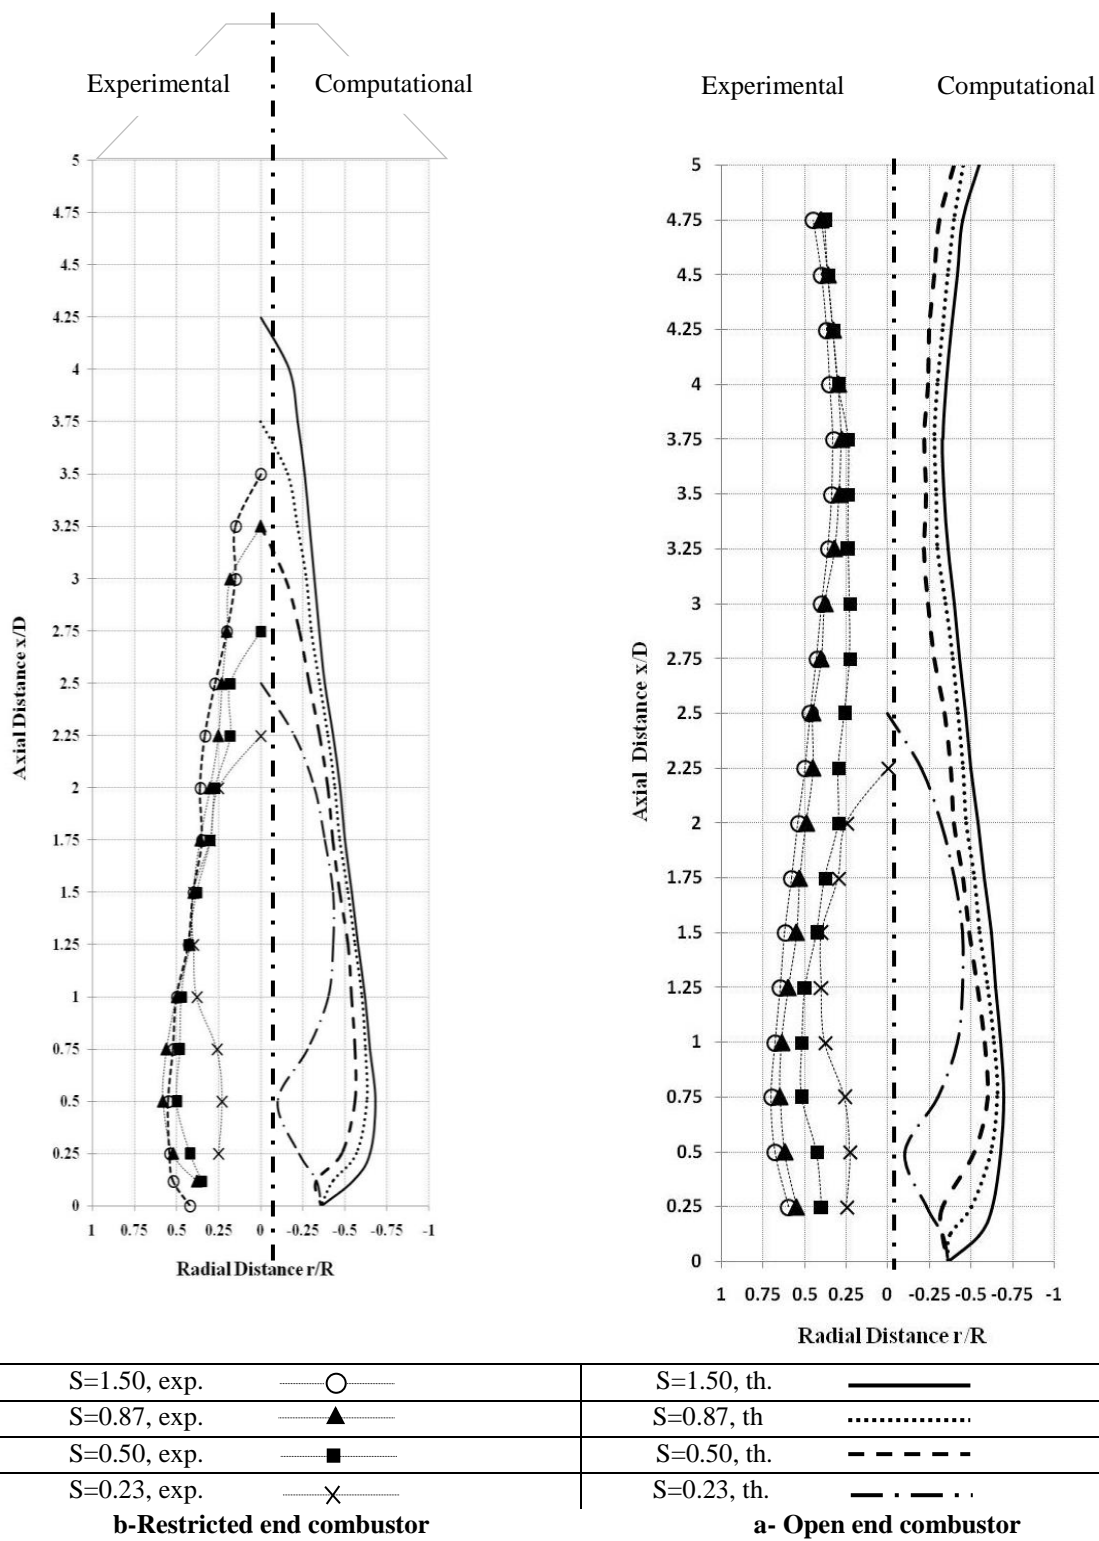 Experimental
Computational
Experimental
Computational
5
4.75
4.5
4.25
4
3.75
3.5
3.25
3
2.75
2.5
2.25
2
1.75
1.5
1.25
1
0.75
0.5
0.25
0
Axial Distance x/D
1 0.75 0.5 0.25 0 -0.25 -0.5 -0.75 -1
Radial Distance r/R
5
4.75
4.5
4.25
4
3.75
3.5
3.25
3
2.75
2.5
2.25
2
1.75
1.5
1.25
1
0.75
0.5
0.25
0
Axial Distance x/D
1 0.75 0.5 0.25 0 -0.25 -0.5 -0.75 -1
Radial Distance r/R
S=1.50, exp.
S=1.50, th.
S=0.87, exp.
S=0.87, th
S=0.50, exp.
S=0.50, th.
S=0.23, exp.
S=0.23, th.
b-Restricted end combustor
a- Open end combustor